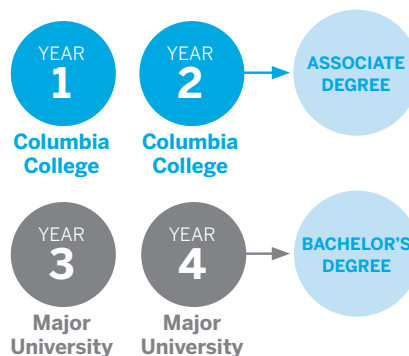 YEAR
1
Columbia
College
YEAR
2
Columbia
College
ASSOCIATE
DEGREE
YEAR
3
Major
University
YEAR
4
Major
University
BACHELOR'S
DEGREE